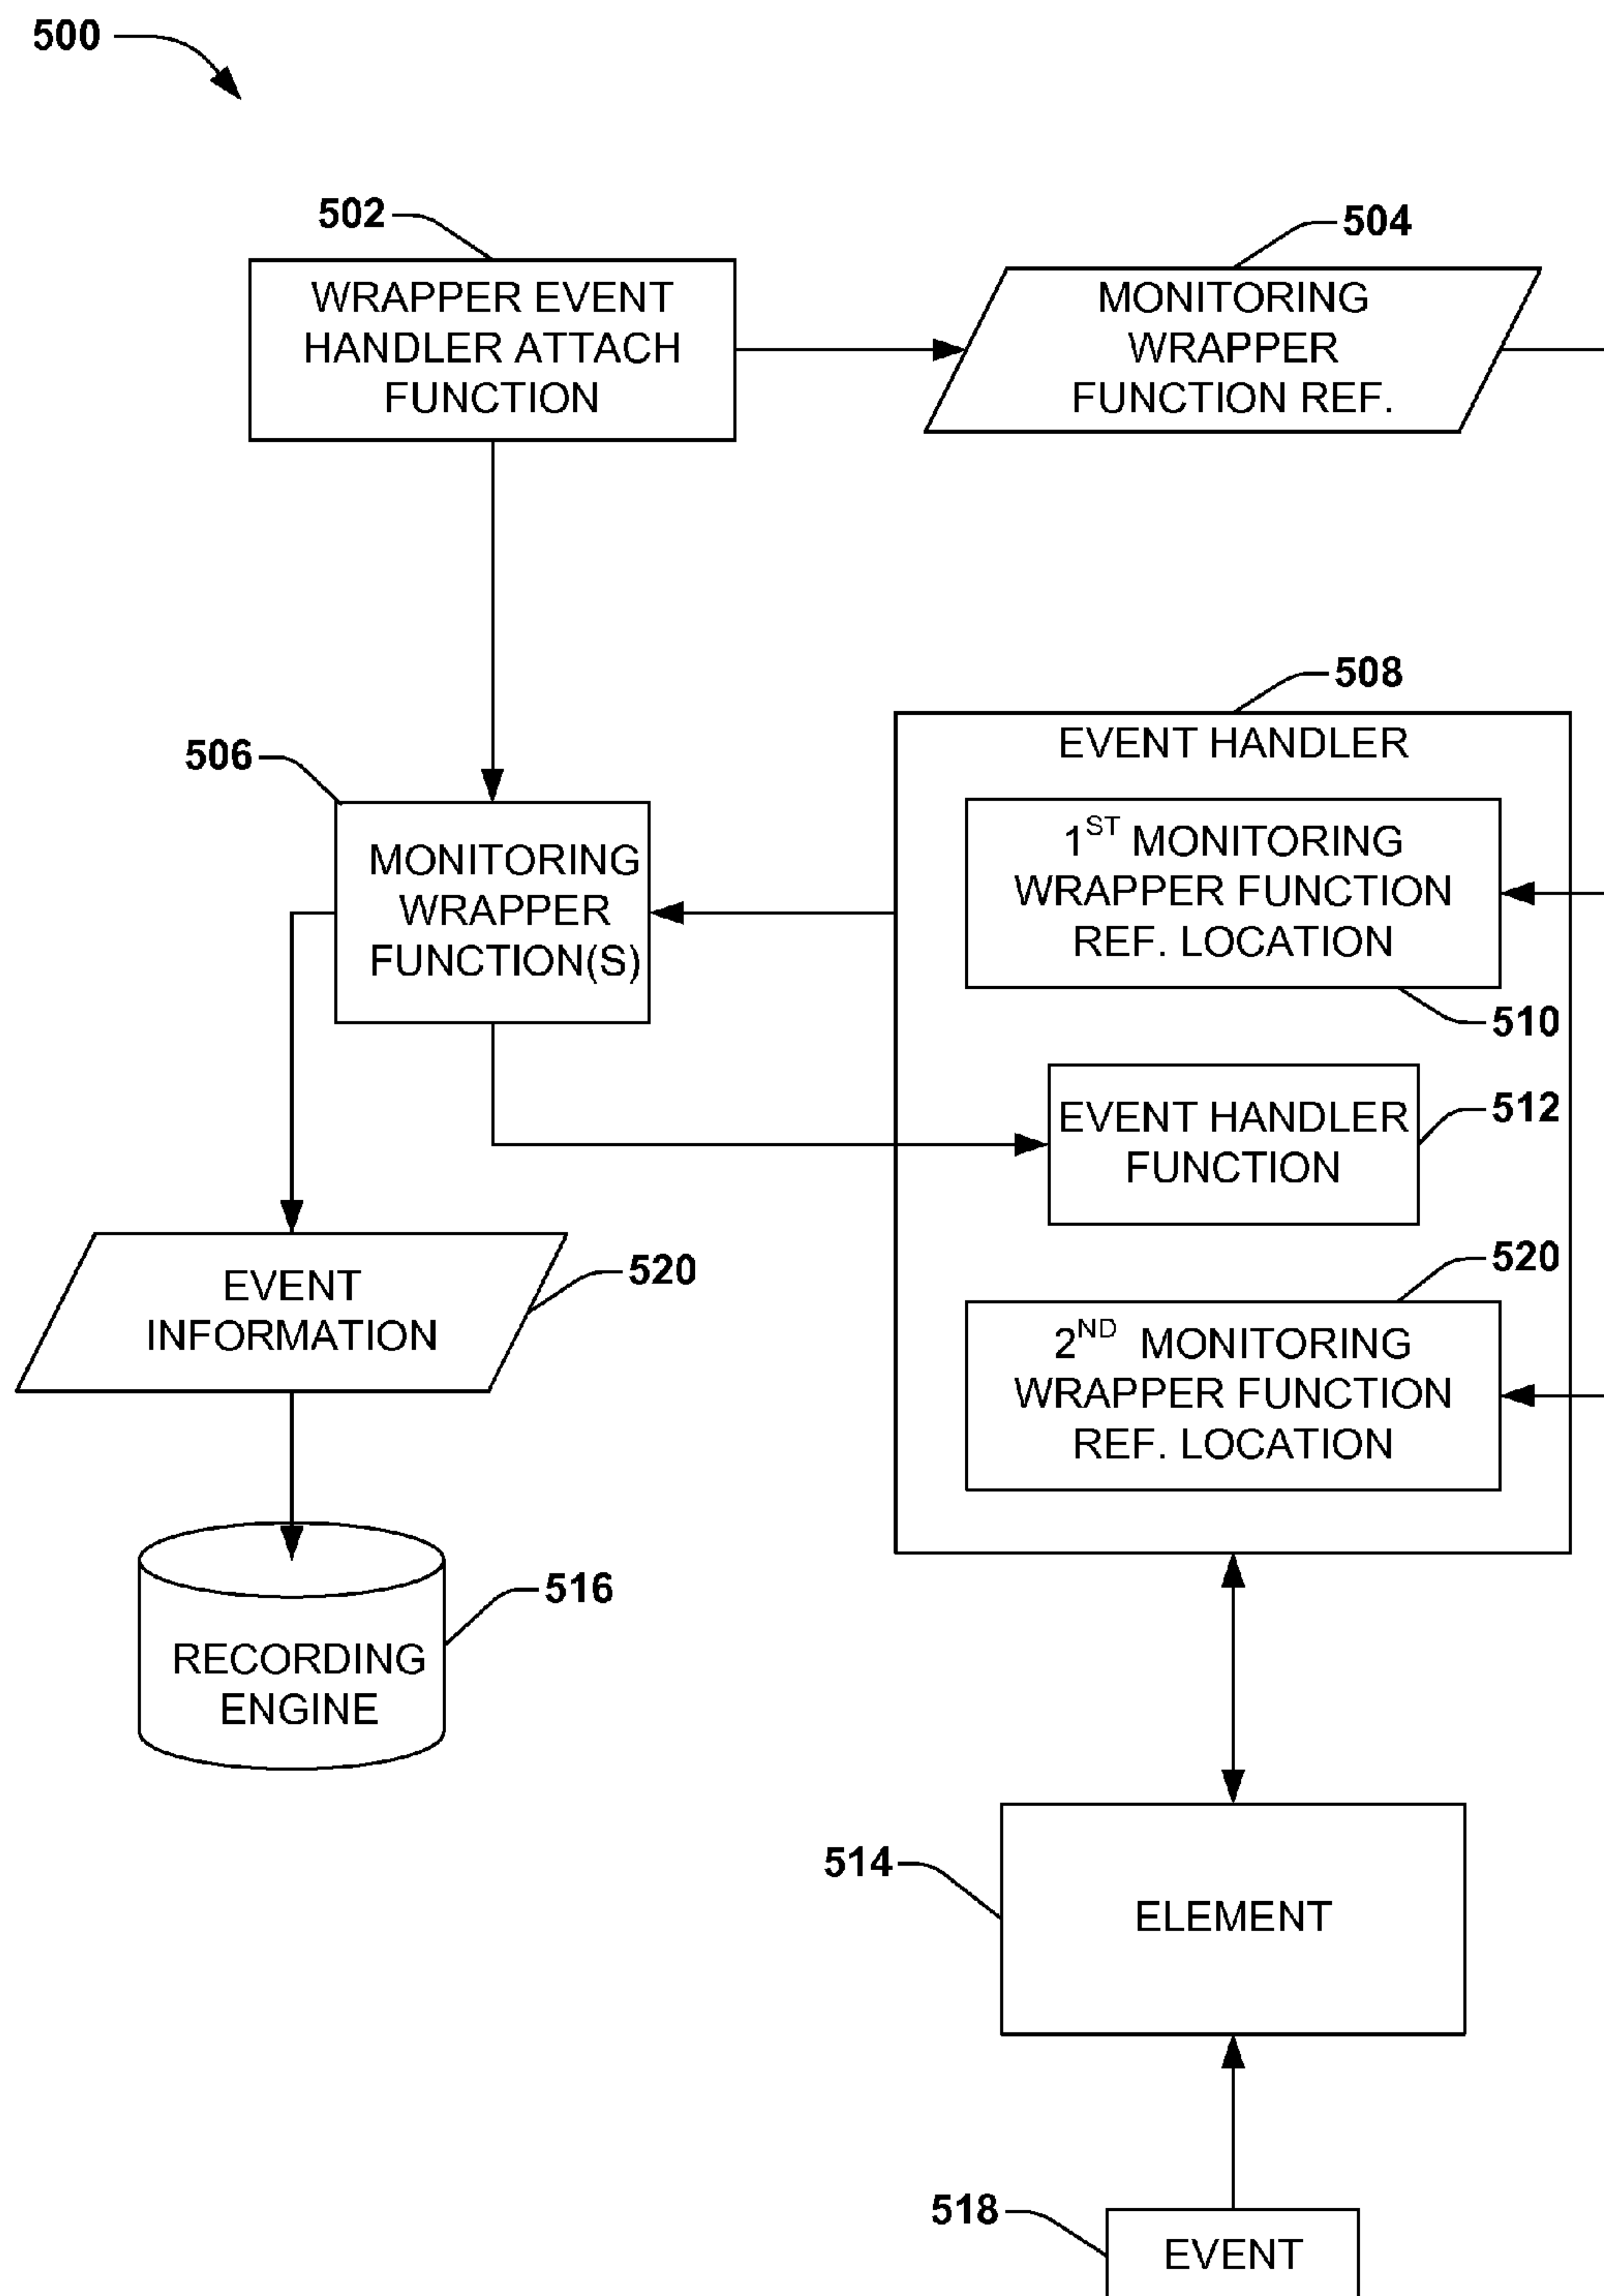 500
502
504
WRAPPER EVENT
HANDLER ATTACH
FUNCTION
MONITORING
WRAPPER
FUNCTION REF.
508
EVENT HANDLER
506
MONITORING
WRAPPER
FUNCTION(S)
1ST MONITORING
WRAPPER FUNCTION
REF. LOCATION
510
EVENT HANDLER
FUNCTION
512
520
EVENT
INFORMATION
520
2ND MONITORING
WRAPPER FUNCTION
REF. LOCATION
516
RECORDING
ENGINE
514
ELEMENT
518
EVENT